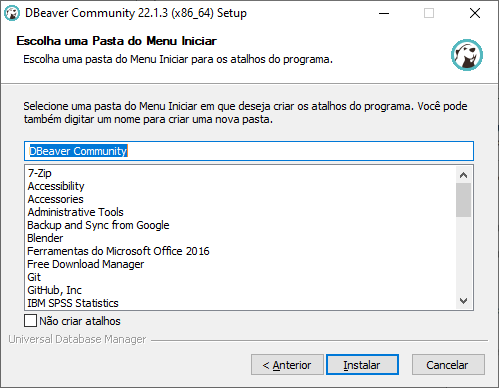 DBeaver Community 22.1.3 (x86_64) Setup
Escolha uma Pasta do Menu Iniciar
Escolha uma pasta do Menu Iniciar para os atalhos do programa.
Selecione uma pasta do Menu Iniciar em que deseja criar os atalhos do programa. Você pode
também digitar um nome para criar uma nova pasta.
DBeaver Community
7-Zip
Accessibility
Accessories
Administrative Tools
Backup and Sync from Google
Blender
Ferramentas do Microsoft Office 2016
Free Download Manager
Git
GitHub, Inc
IBM SPSS Statistics
Não criar atalhos
Universal Database Manager
< Anterior
Instalar
Cancelar